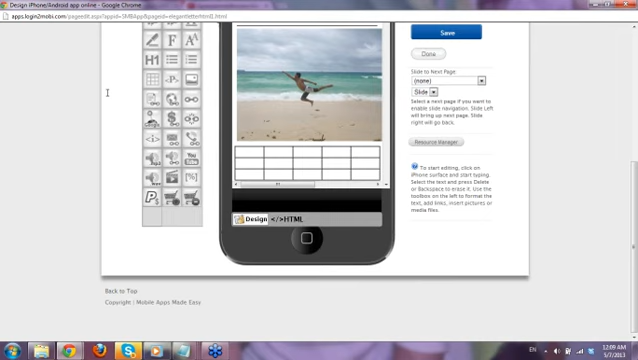 Design iPhone/Android app online - Google Chrome
apps.login2mobi.com/pageedit.aspx?appid=5MBApp&pageid=elegantletterhtml1.html
F
A
H1
<P>
Google
$
<i>
You
Tube
[%]
P$
Design </>HTML
Save
Done
Slide to Next Page:
(none)
Slide
Select a next page if you want
to enable slide navigation. Slide Left
will bring up next page. Slide
right will go back.
Resource Manager
To start editing, click on
iPhone surface and start typing.
Select the text and press Delete
or Backspace to erase it. Use the
toolbox on the left to format the
text, add links, insert pictures or
media files.
Back to Top
Copyright | Mobile Apps Made Easy
EN
12:09 AM
5/7/2013